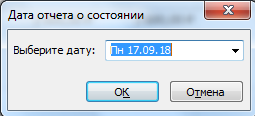 Дата отчета о состоянии
Выберите дату: Пн 17.09.18
ОК Отмена